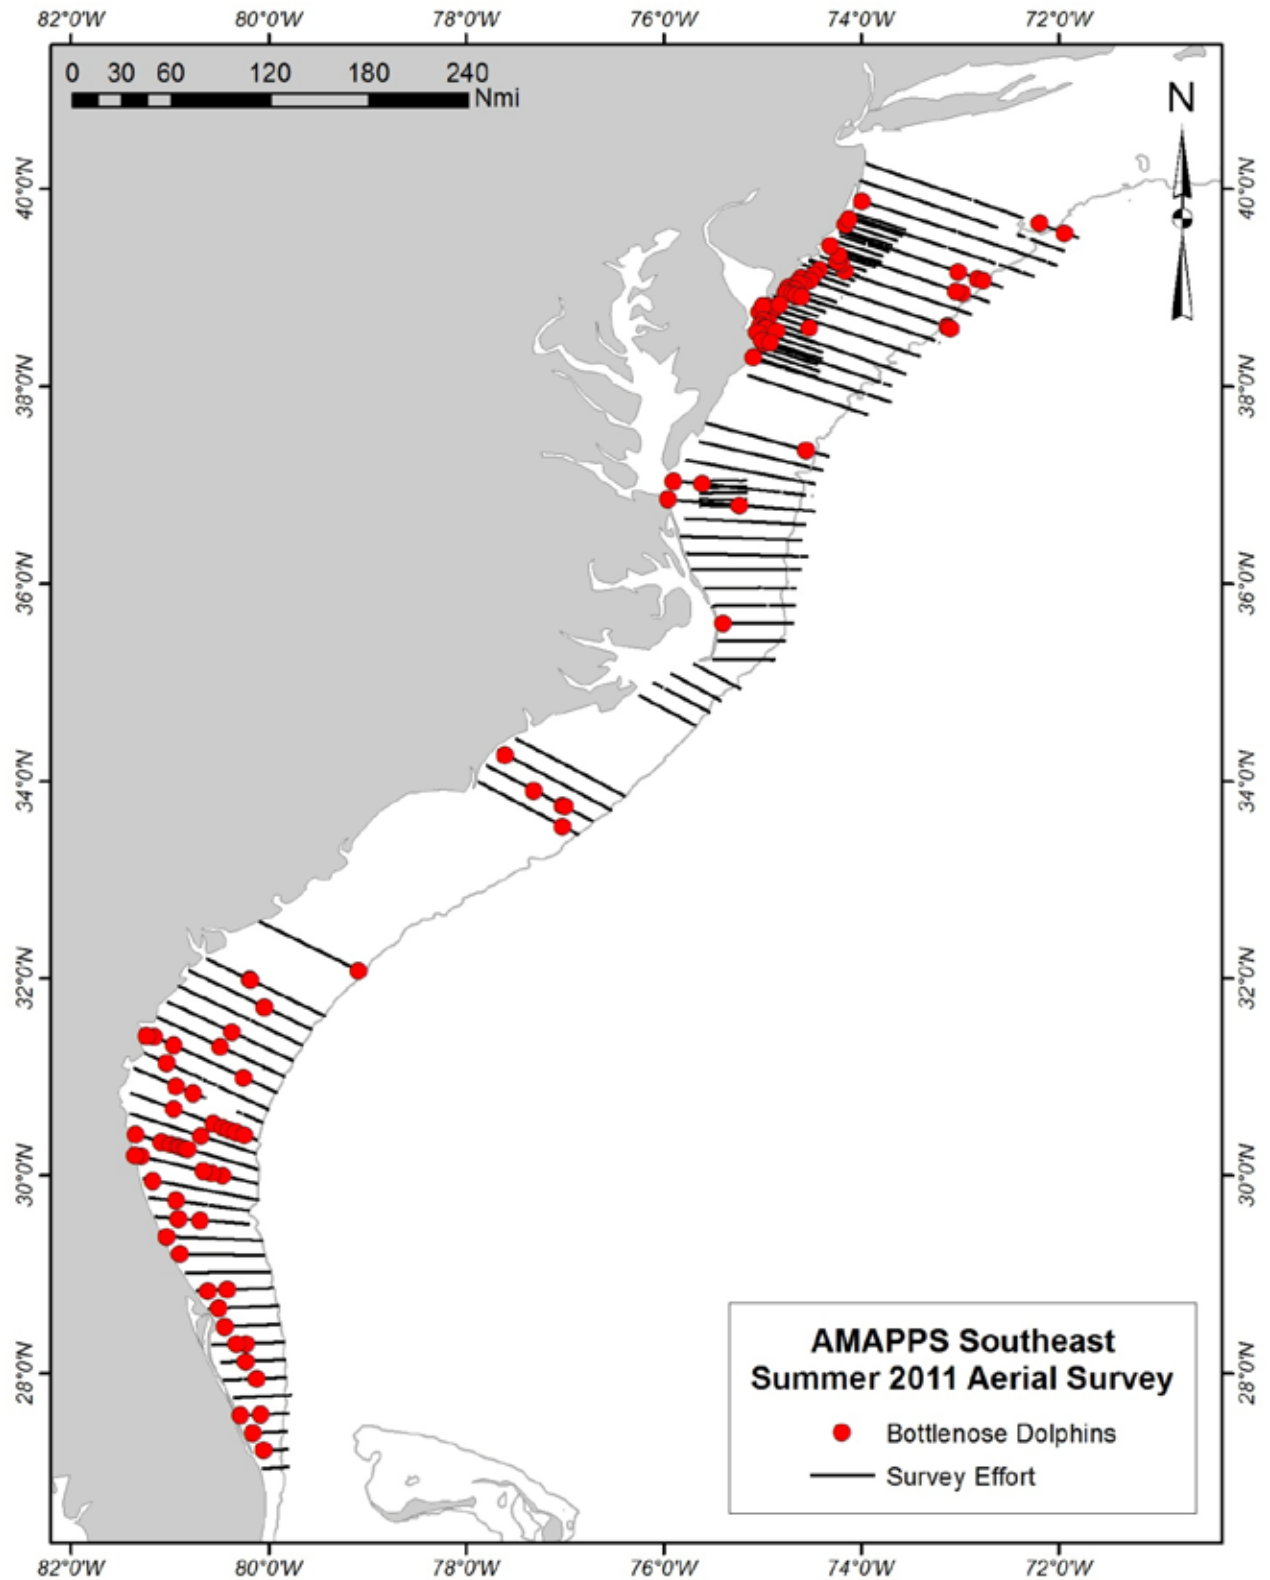 82°0'W 80°0'W 78°0'W 76°0'W 74°0'W 72°0'W
0 30 60 120 180 240
Nmi
N
40°0'N 40°0'N
38°0'N 38°0'N
36°0'N 36°0'N
34°0'N 34°0'N
32°0'N 32°0'N
30°0'N 30°0'N
28°0'N 28°0'N
AMAPPS Southeast
Summer 2011 Aerial Survey
Bottlenose Dolphins
Survey Effort
82°0'W 80°0'W 78°0'W 76°0'W 74°0'W 72°0'W